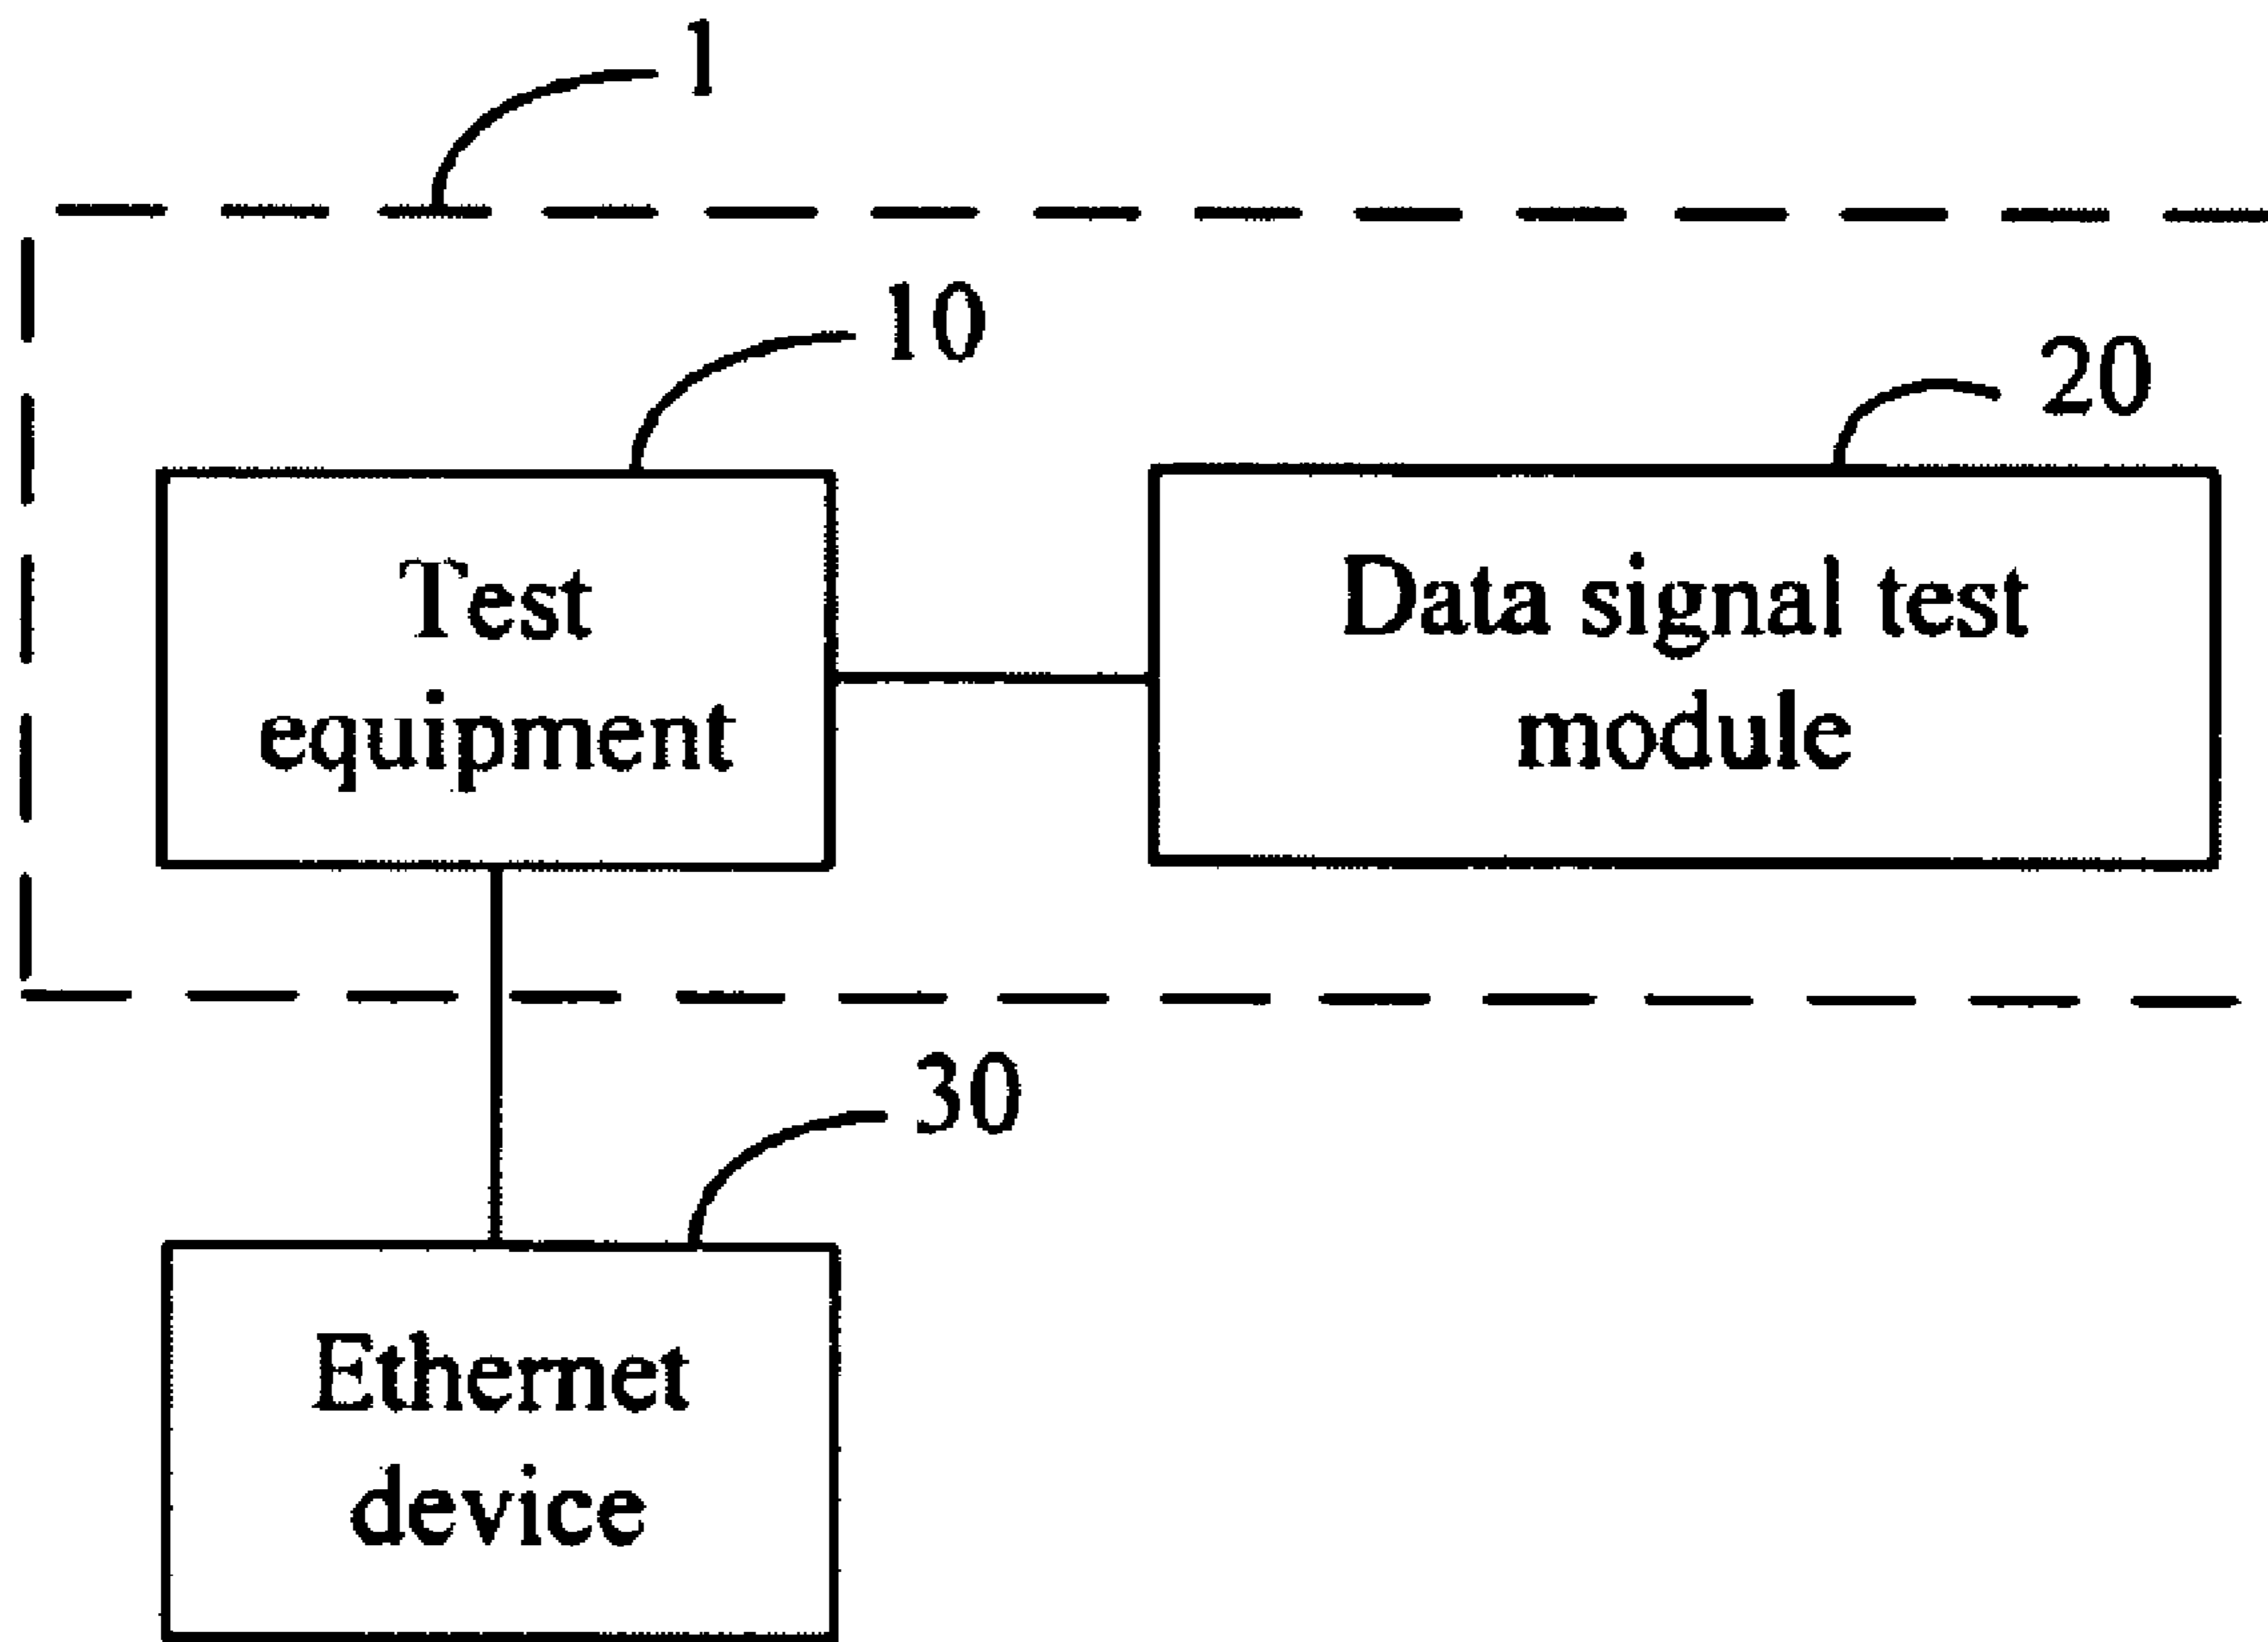 1
10
20
Test
equipment
Data signal test
module
30
Ethernet
device